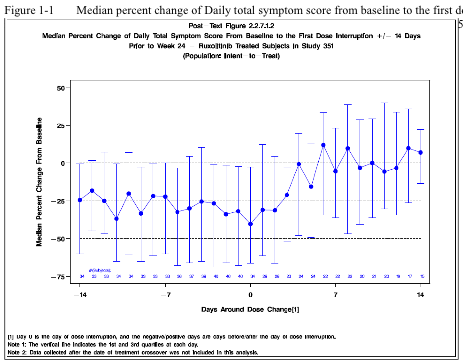 Figure 1-1 Median percent change of Daily total symptom score from baseline to the first
Post Text Figure 2.2.7.1.2
Median Percent Change of Daily Total Symptom Score From Baseline to the First Dose Interruption +/- 14 Days
Prior to Week 24 - Ruxolitinib Treated Subjects in Study 351
(Population: Intent to Treat)
Median Percent Change From Baseline
50
25
0
-25
-50
-75
-14
-7
0
7
14
Days Around Dose Change[1]
[1] Day 0 is the day of dose interruption, and the negative/positive days are days before/after the day of dose interruption.
Note 1: The vertical line indicates the 1st and 3rd quartiles at each day.
Note 2: Data collected after the date of treatment crossover was not included in this analysis.